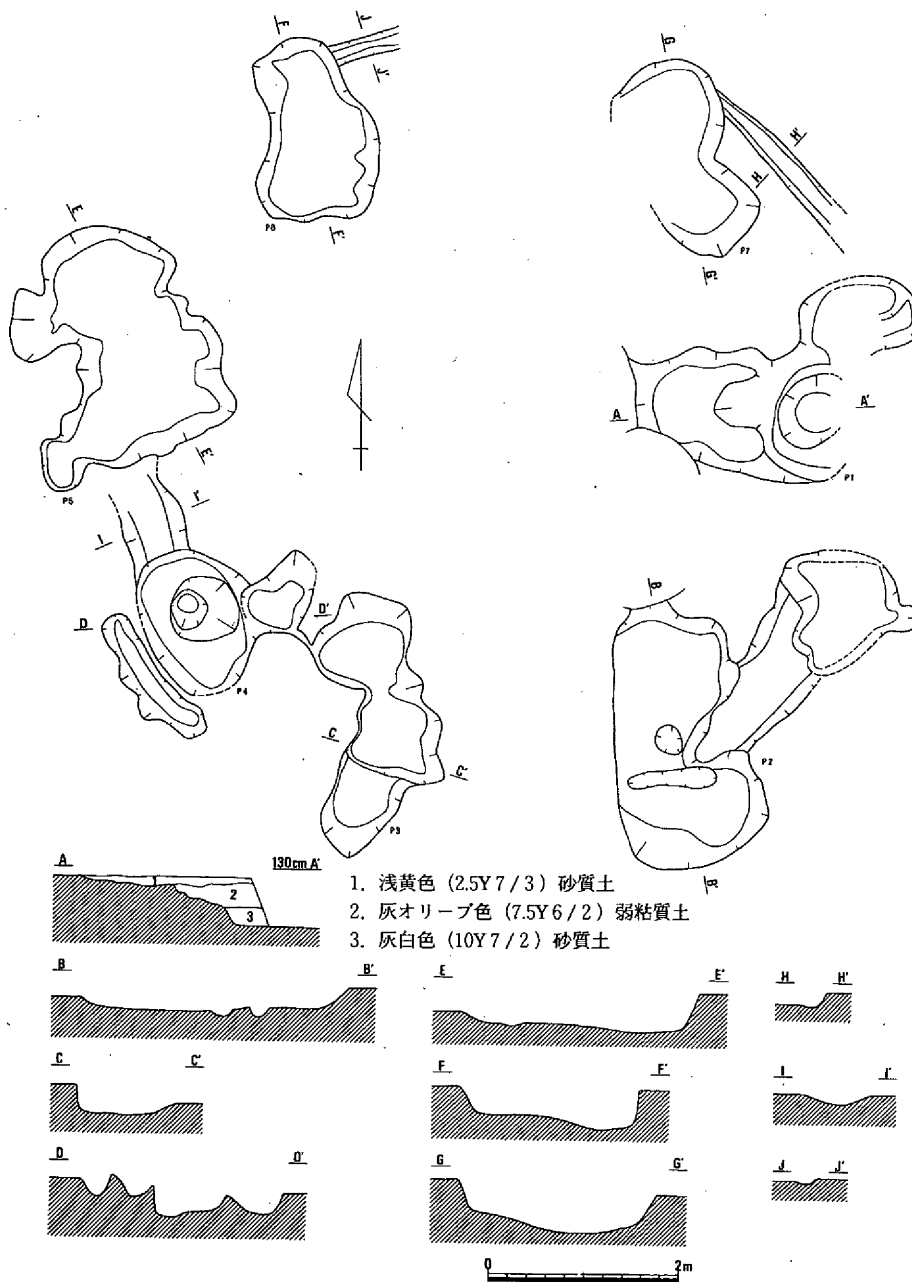 F
J
J'
P8
F'
G
H'
H
P7
G'
E
E'
P5
A
A'
P1
I'
I
D
D'
P4
C
C'
P3
B
P2
B'
A
130cm A'
1
2
3
1. 浅黄色 (2.5Y 7/3) 砂質土
2. 灰オリーブ色 (7.5Y 6/2) 弱粘質土
3. 灰白色 (10Y 7/2) 砂質土
B
B'
E
E'
H
H'
C
C'
F
F'
I
I'
D
D'
G
G'
J
J'
0
2m